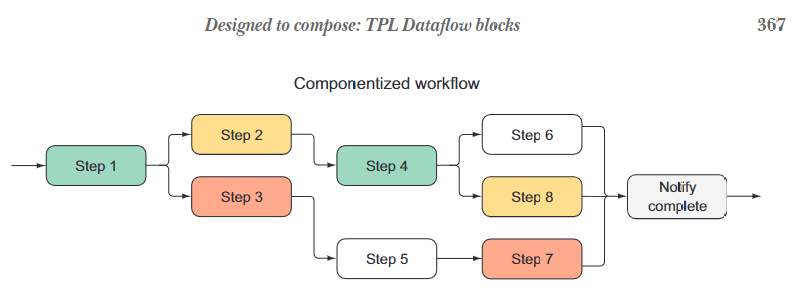 Designed to compose: TPL Dataflow blocks 367
Componentized workflow
Step 1
Step 2
Step 3
Step 4
Step 5
Step 6
Step 8
Step 7
Notify
complete